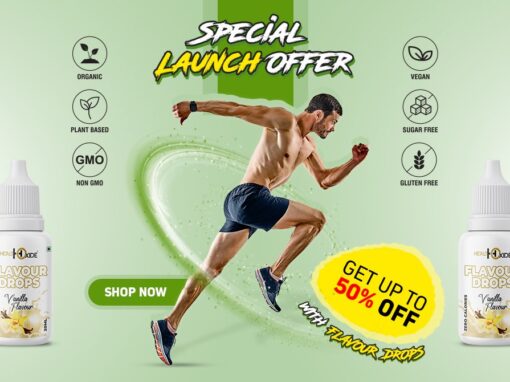 SPECIAL
LAUNCH OFFER
ORGANIC
PLANT BASED
GMO
NON GMO
VEGAN
SUGAR FREE
GLUTEN FREE
SHOP NOW
GET UP TO
50% OFF
WITH FLAVOUR DROPS
FLAVOUR
DROPS
Vanilla
Flavour
FLAVOUR
DROPS
Vanilla
Flavour
ZERO CALORIES